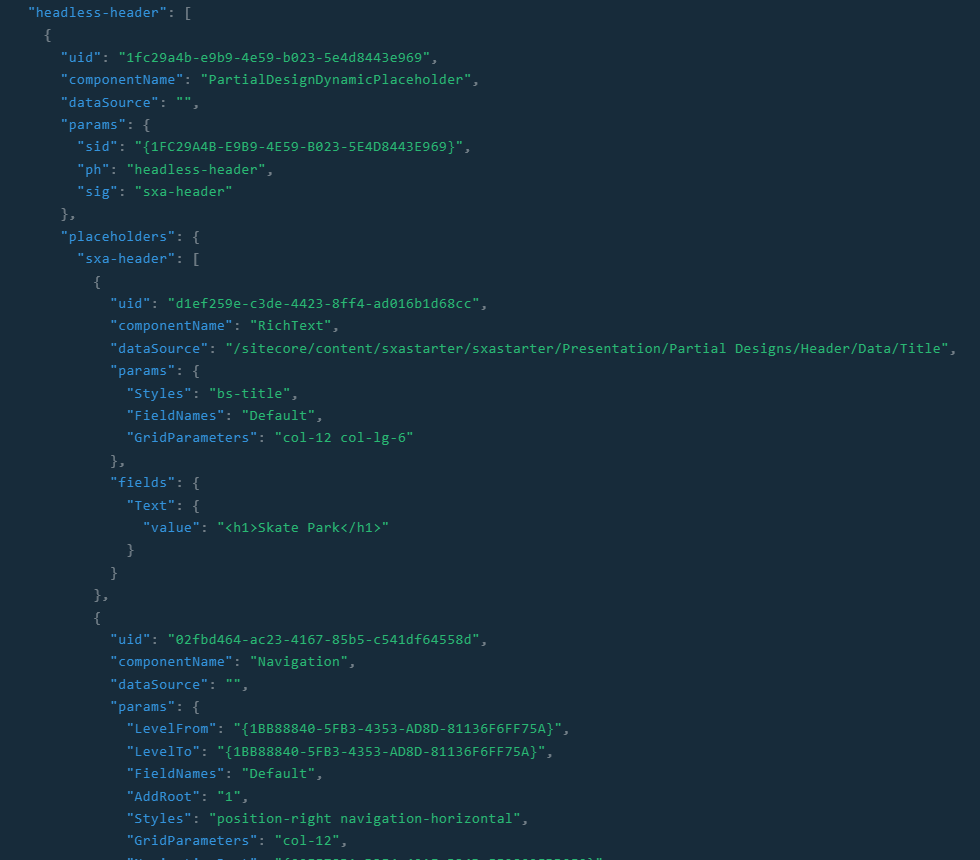 "headless-header": [
{
"uid": "1fc29a4b-e9b9-4e59-b023-5e4d8443e969",
"componentName": "PartialDesignDynamicPlaceholder",
"dataSource": "",
"params": {
"sid": "{1FC29A4B-E9B9-4E59-B023-5E4D8443E969}",
"ph": "headless-header",
"sig": "sxa-header"
},
"placeholders": {
"sxa-header": [
{
"uid": "d1ef259e-c3de-4423-8ff4-ad016b1d68cc",
"componentName": "RichText",
"dataSource": "/sitecore/content/sxastarter/sxastarter/Presentation/Partial Designs/Header/Data/Title",
"params": {
"Styles": "bs-title",
"FieldNames": "Default",
"GridParameters": "col-12 col-lg-6"
},
"fields": {
"Text": {
"value": "<h1>Skate Park</h1>"
}
}
},
{
"uid": "02fbd464-ac23-4167-85b5-c541df64558d",
"componentName": "Navigation",
"dataSource": "",
"params": {
"LevelFrom": "{1BB88840-5FB3-4353-AD8D-81136F6FF75A}",
"LevelTo": "{1BB88840-5FB3-4353-AD8D-81136F6FF75A}",
"FieldNames": "Default",
"AddRoot": "1",
"Styles": "position-right navigation-horizontal",
"GridParameters": "col-12",